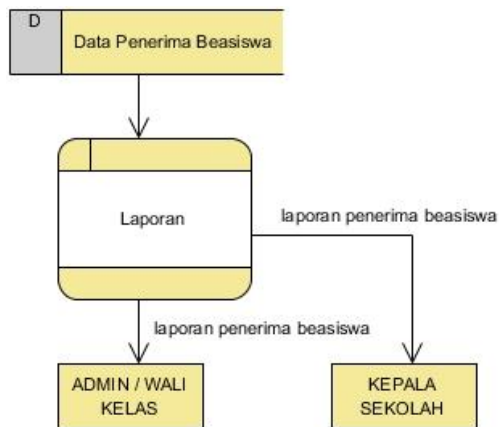 D
Data Penerima Beasiswa
Laporan
laporan penerima beasiswa
laporan penerima beasiswa
ADMIN / WALI
KELAS
KEPALA
SEKOLAH